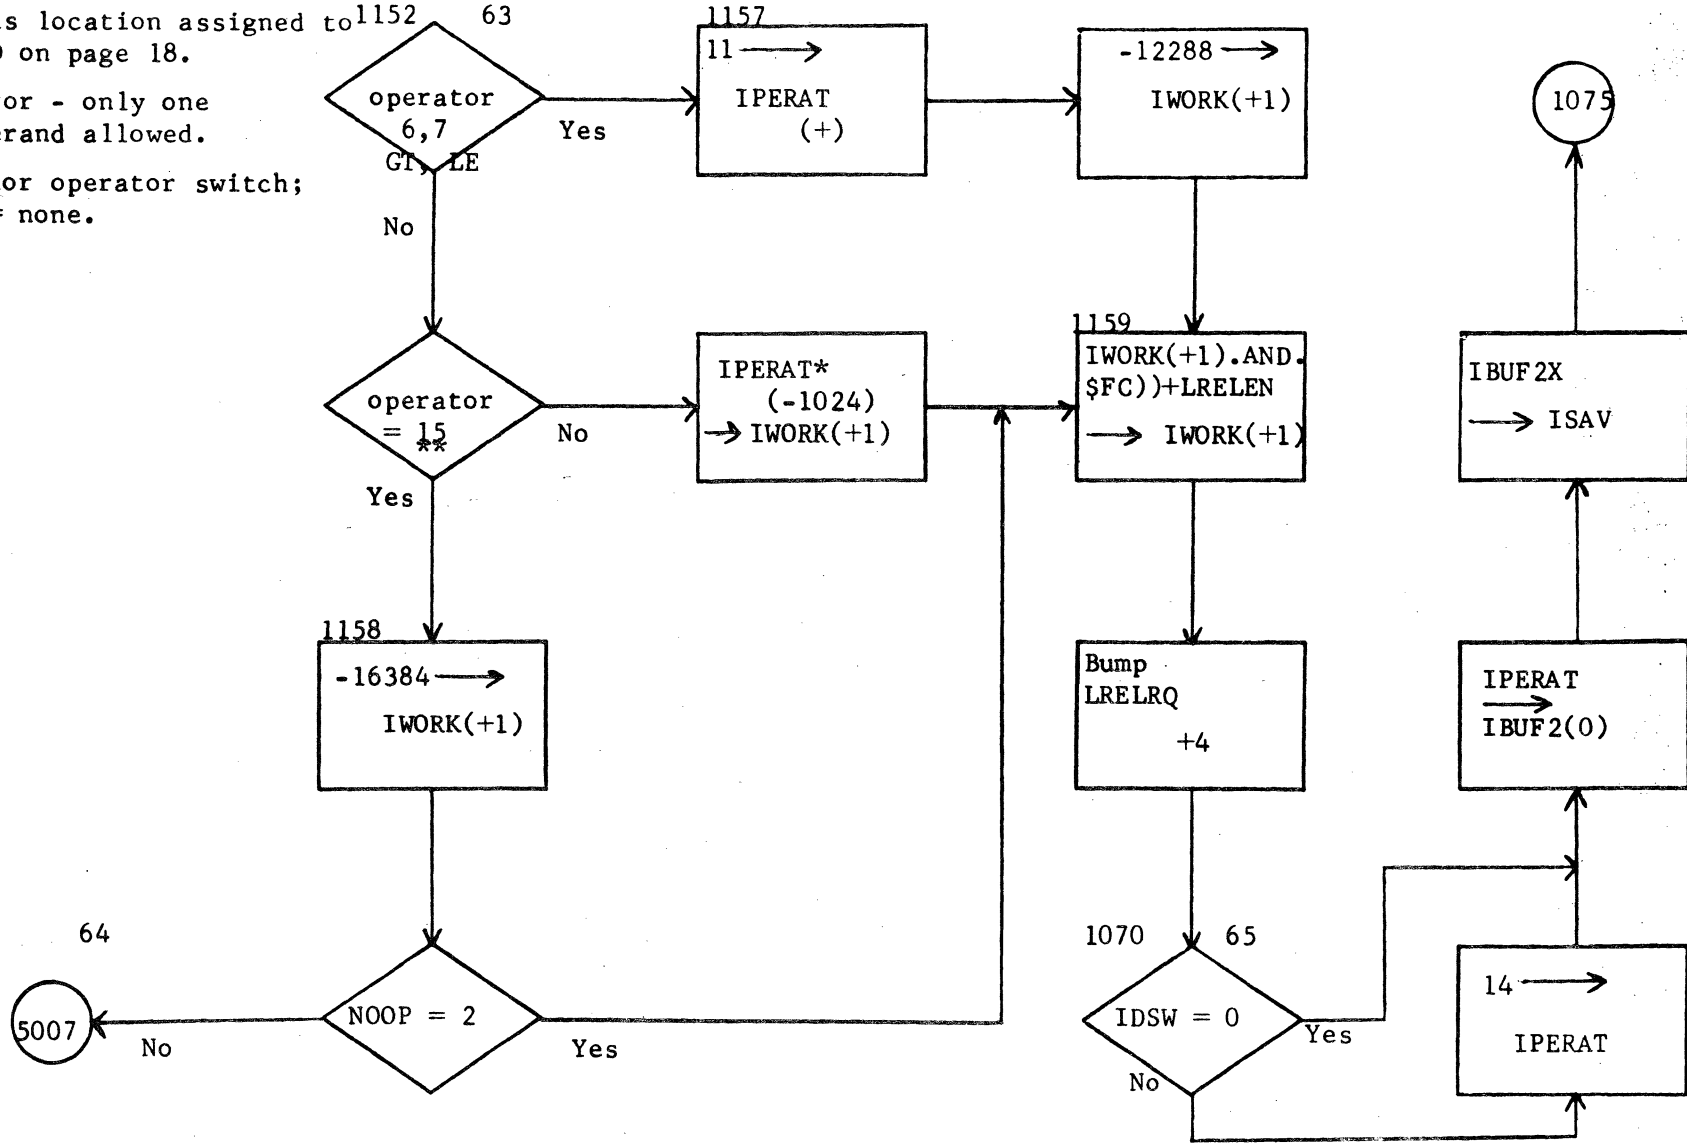 s location assigned to
on page 18.
or - only one
erand allowed.
or operator switch;
= none.
1152 63
operator
6,7
GT, LE
Yes
No
1157
11
IPERAT
(+)
-12288
IWORK(+1)
1075
operator
= 15
**
No
Yes
IPERAT*
(-1024)
IWORK(+1)
1159
IWORK(+1).AND.
$FC))+LRELEN
IWORK(+1)
IBUF2X
ISAV
1158
-16384
IWORK(+1)
Bump
LRELRQ
+4
IPERAT
IBUF2(0)
64
5007
No
NOOP = 2
Yes
1070 65
IDSW = 0
Yes
No
14
IPERAT